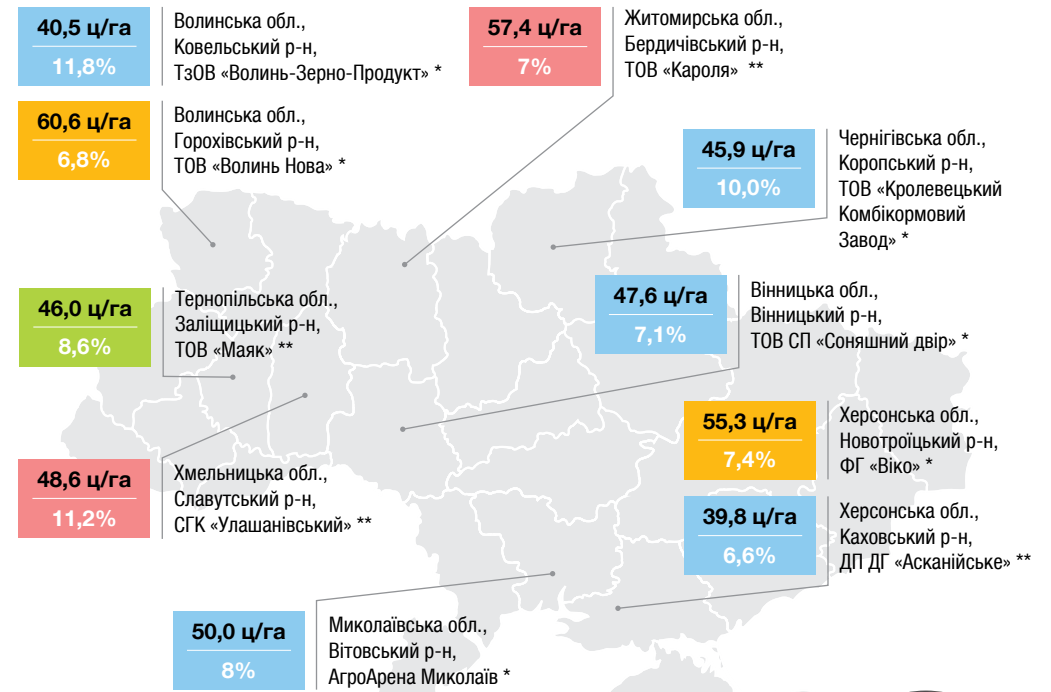 40,5 ц/га
11,8%
Волинська обл.,
Ковельський р-н,
ТзОВ «Волинь-Зерно-Продукт» *
57,4 ц/га
7%
Житомирська обл.,
Бердичівський р-н,
ТОВ «Кароля» **
60,6 ц/га
6,8%
Волинська обл.,
Горохівський р-н,
ТОВ «Волинь Нова» *
45,9 ц/га
10,0%
Чернігівська обл.,
Коропський р-н,
ТОВ «Кролевецький
Комбікормовий
Завод» *
46,0 ц/га
8,6%
Тернопільська обл.,
Заліщицький р-н,
ТОВ «Маяк» **
47,6 ц/га
7,1%
Вінницька обл.,
Вінницький р-н,
ТОВ СП «Соняшний двір» *
55,3 ц/га
7,4%
Херсонська обл.,
Новотроїцький р-н,
ФГ «Віко» *
48,6 ц/га
11,2%
Хмельницька обл.,
Славутський р-н,
СГК «Улашанівський» **
39,8 ц/га
6,6%
Херсонська обл.,
Каховський р-н,
ДП ДГ «Асканійське» **
50,0 ц/га
8%
Миколаївська обл.,
Вітовський р-н,
АгроАрена Миколаїв *